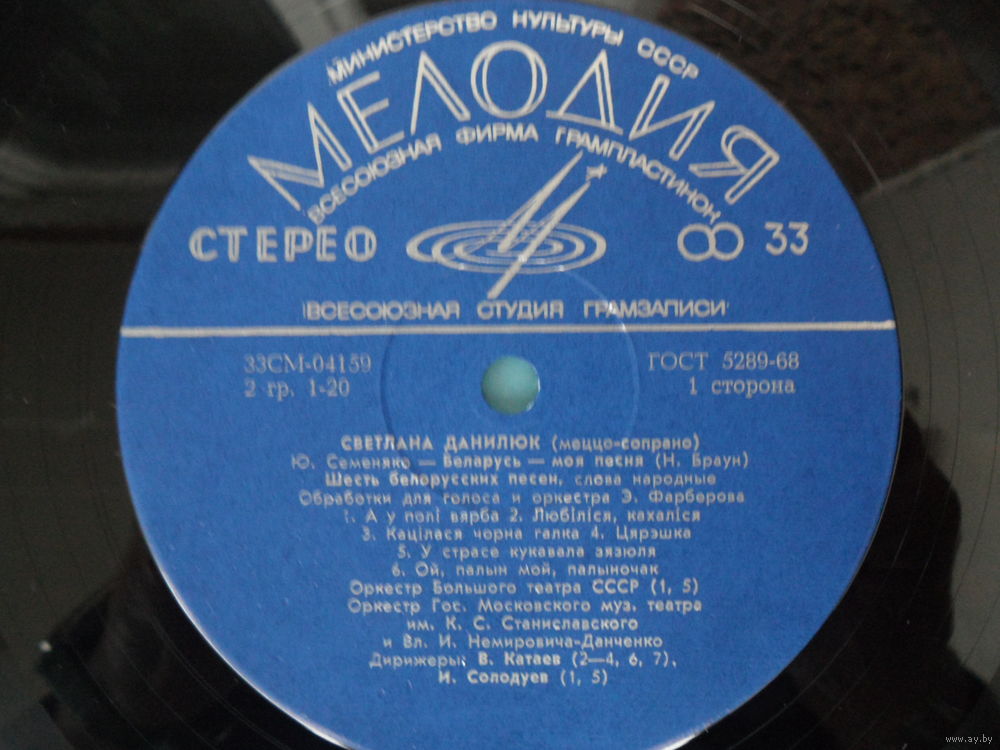 МИНИСТЕРСТВО КУЛЬТУРЫ СССР
МЕЛОДИЯ
ВСЕСОЮЗНАЯ ФИРМА ГРАМПЛАСТИНОК
СТЕРЕО 33
ВСЕСОЮЗНАЯ СТУДИЯ ГРАМЗАПИСИ
33СМ-04159 ГОСТ 5289-68
2 гр. 1-20 1 сторона
СВЕТЛАНА ДАНИЛЮК (меццо-сопрано)
Ю. Семеняко — Беларусь — моя песня (Н. Браун)
Шесть белорусских песен, слова народные
Обработки для голоса и оркестра Э. Фарберова
1. А у полі вярба 2. Любіліся, кахаліся
3. Кацілася чорна галка 4. Цярэшка
5. У страсе кукавала зязюля
6. Ой, палын мой, палыночак
Оркестр Большого театра СССР (1, 5)
Оркестр Гос. Московского муз. театра
им. К. С. Станиславского
и Вл. И. Немировича-Данченко
Дирижеры: В. Катаев (2—4, 6, 7),
И. Солодуев (1, 5)
www.ay.by